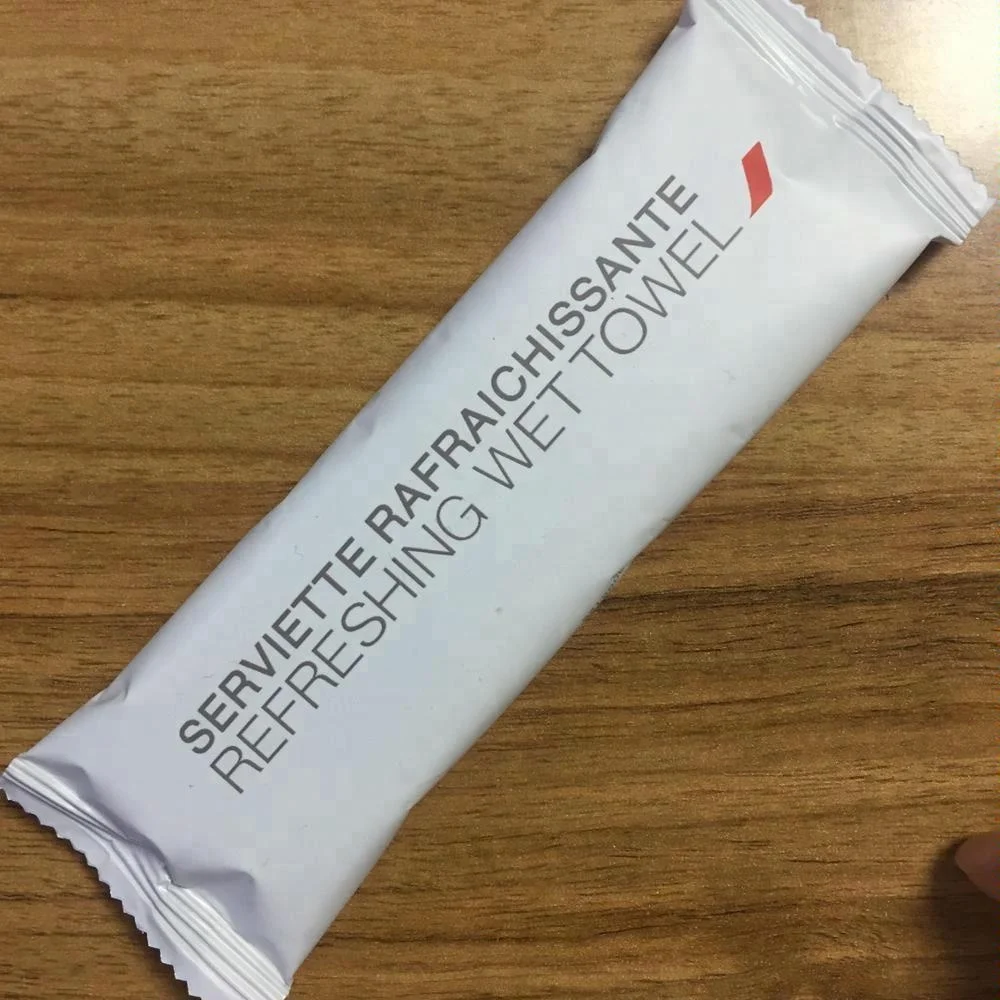 SERVIETTE RAFRAICHISSANTE
REFRESHING WET TOWEL